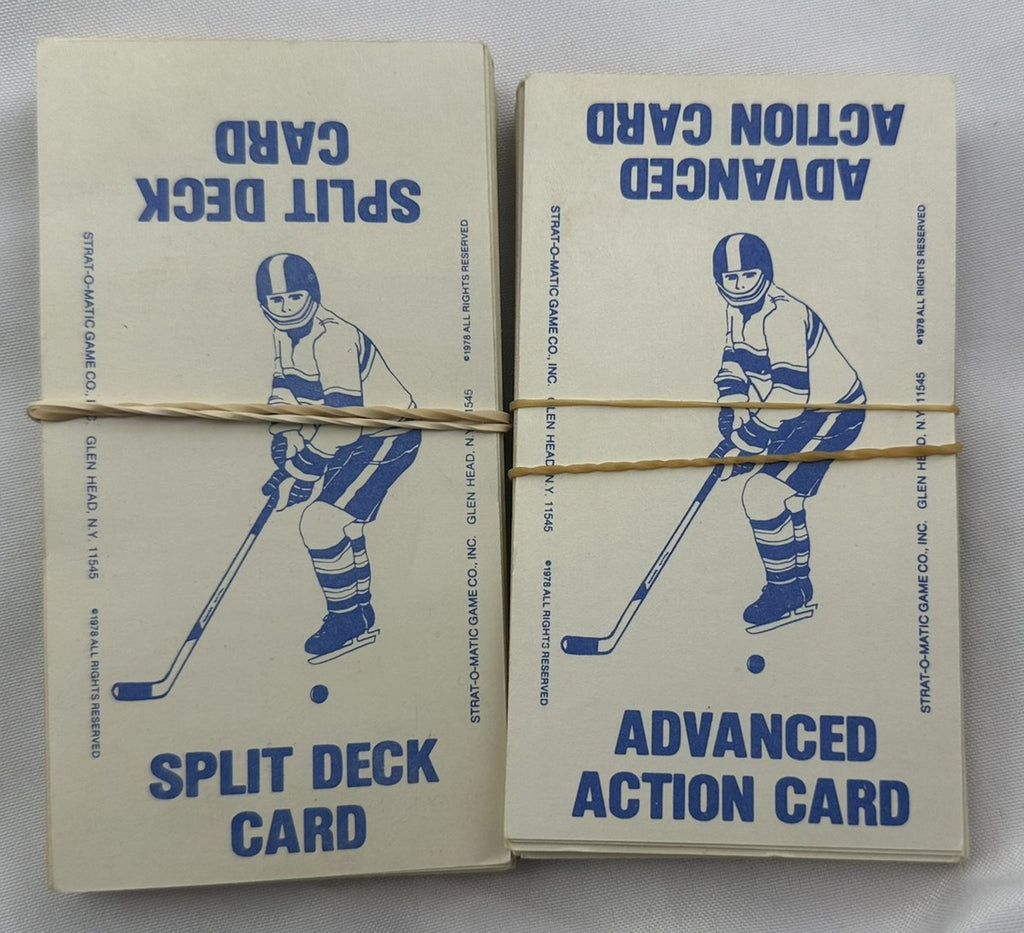 SPLIT DECK
CARD
STRAT-O-MATIC GAME CO., INC. GLEN HEAD, N.Y. 11545 ©1978 ALL RIGHTS RESERVED
STRAT-O-MATIC GAME CO., INC. GLEN HEAD, N.Y. 11545 ©1978 ALL RIGHTS RESERVED
SPLIT DECK
CARD
ADVANCED
ACTION CARD
STRAT-O-MATIC GAME CO., INC. GLEN HEAD, N.Y. 11545 ©1978 ALL RIGHTS RESERVED
STRAT-O-MATIC GAME CO., INC. GLEN HEAD, N.Y. 11545 ©1978 ALL RIGHTS RESERVED
ADVANCED
ACTION CARD